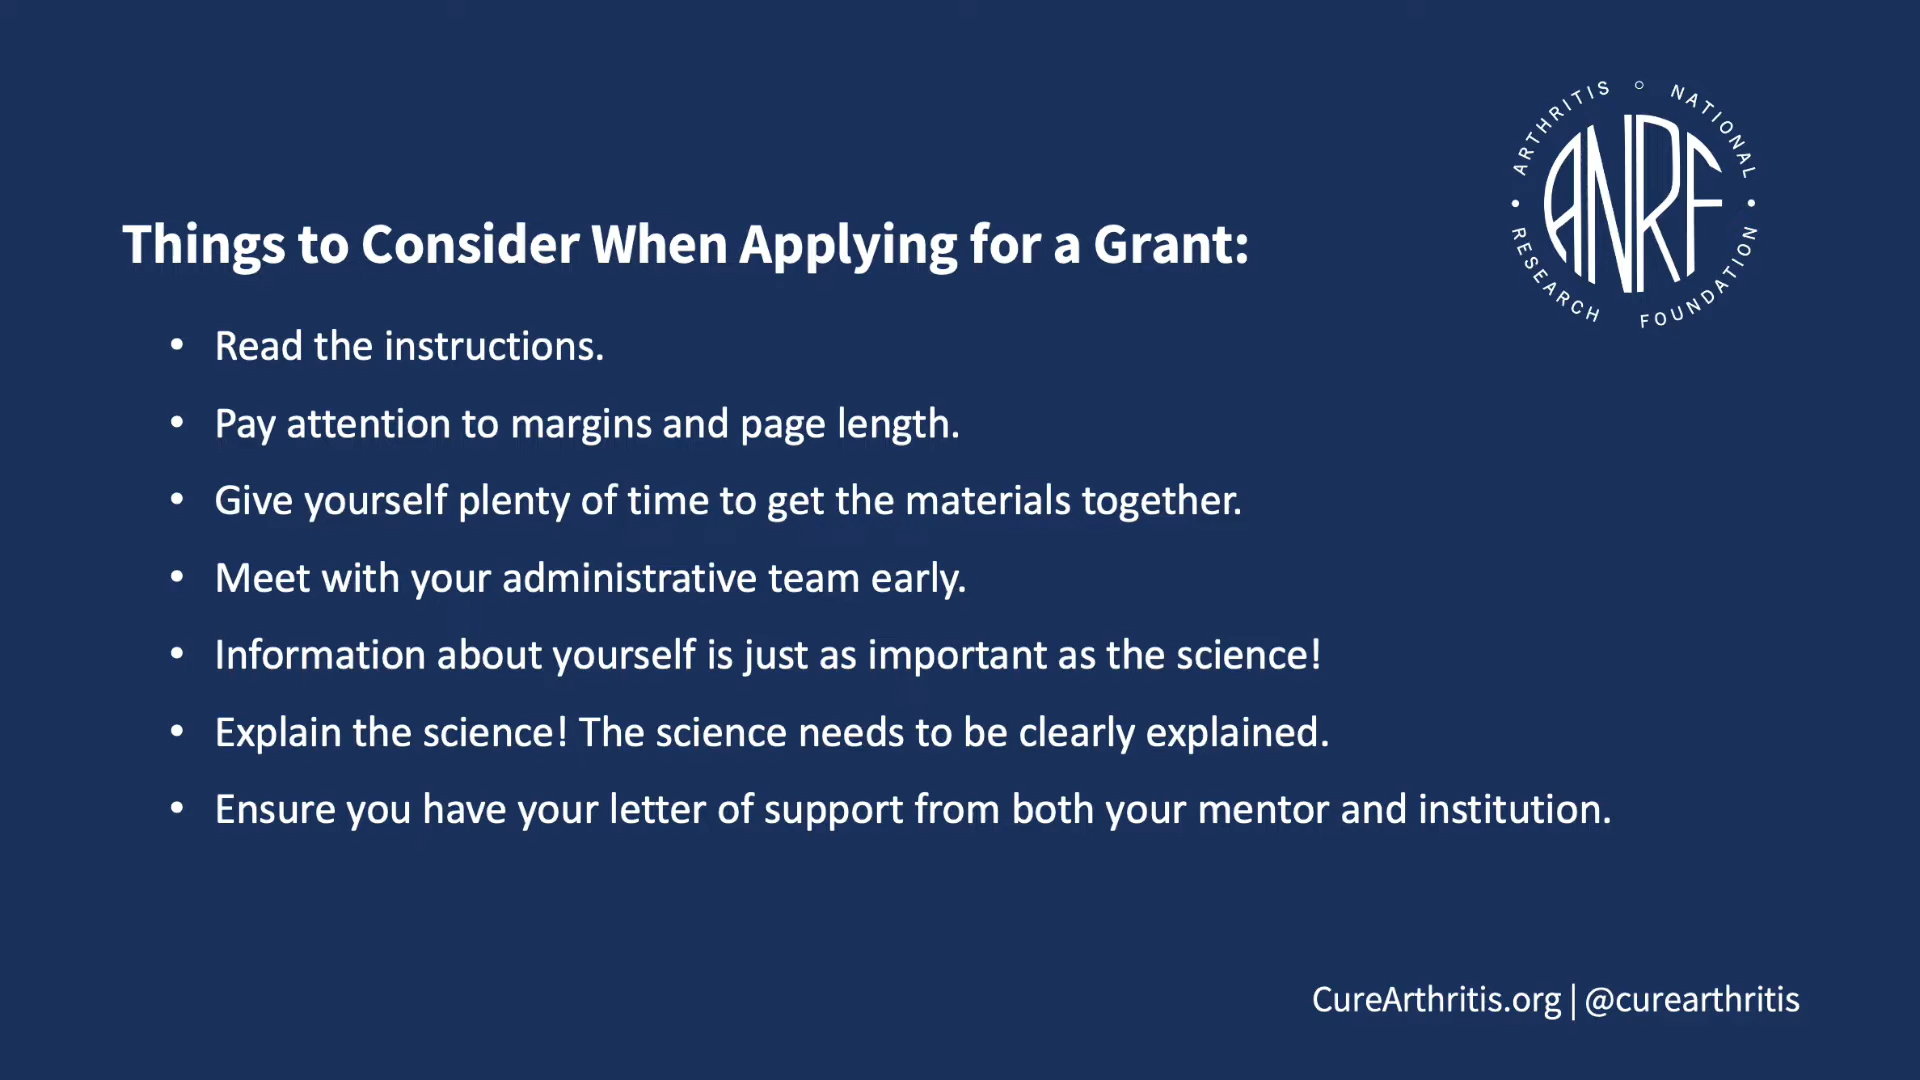 ARTHRITIS NATIONAL
ANRF
RESEARCH FOUNDATION
Things to Consider When Applying for a Grant:
• Read the instructions.
• Pay attention to margins and page length.
• Give yourself plenty of time to get the materials together.
• Meet with your administrative team early.
• Information about yourself is just as important as the science!
• Explain the science! The science needs to be clearly explained.
• Ensure you have your letter of support from both your mentor and institution.
CureArthritis.org | @curearthritis